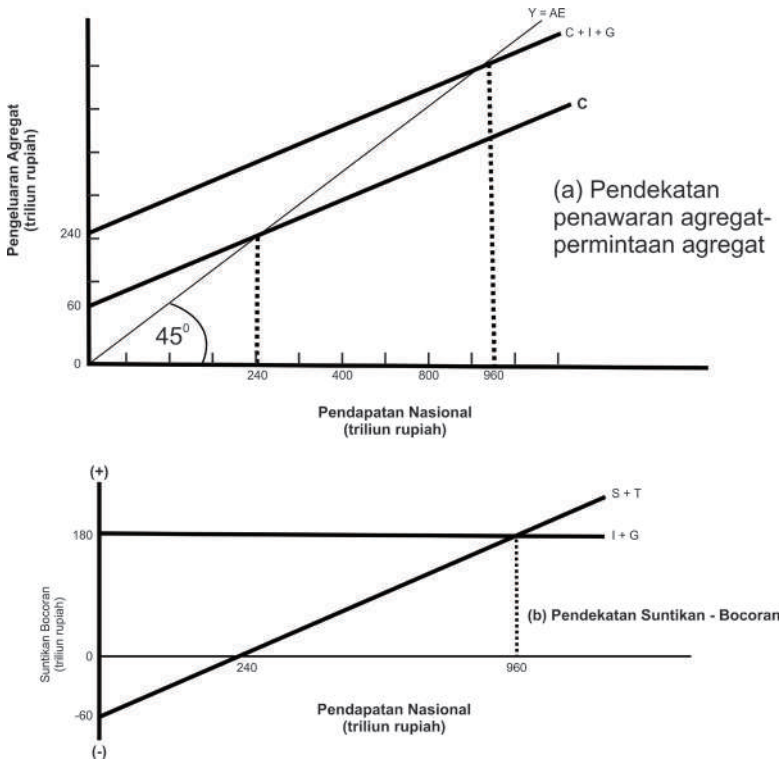 Y = AE
C + I + G
C
Pengeluaran Agregat
(triliun rupiah)
240
60
0
45⁰
(a) Pendekatan
penawaran agregat-
permintaan agregat
240
400
800
960
Pendapatan Nasional
(triliun rupiah)
(+)
S + T
180
I + G
Suntikan Bocoran
(triliun rupiah)
(b) Pendekatan Suntikan - Bocoran
0
240
960
-60
Pendapatan Nasional
(triliun rupiah)
(-)